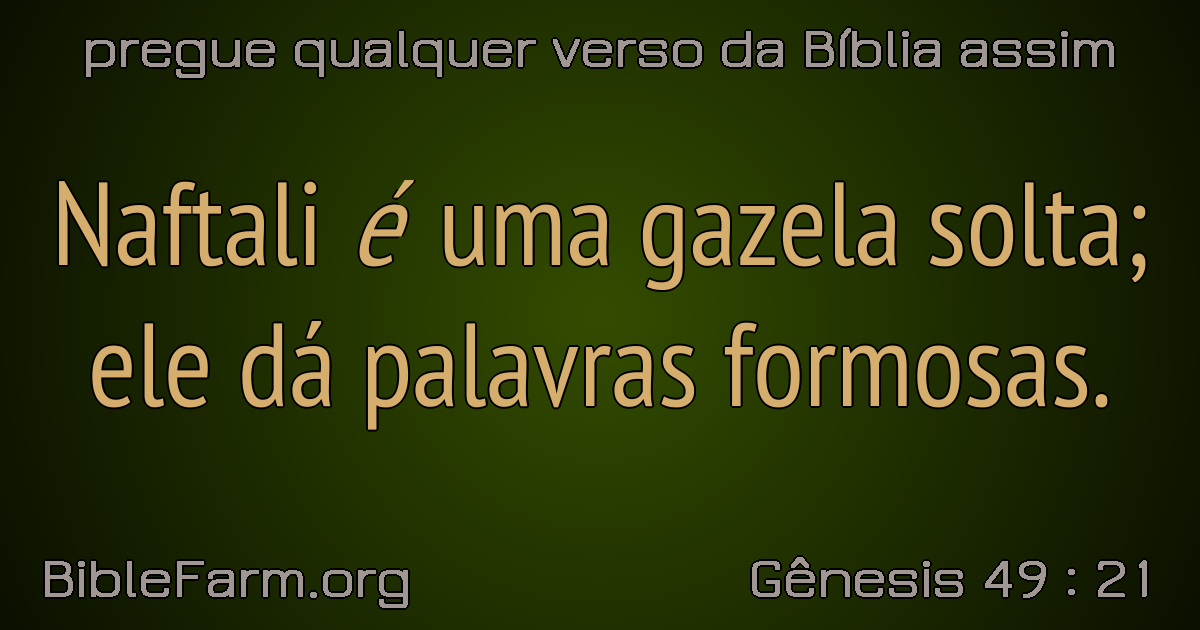 pregue qualquer verso da Bíblia assim
Naftali é uma gazela solta;
ele dá palavras formosas.
BibleFarm.org
Gênesis 49 : 21